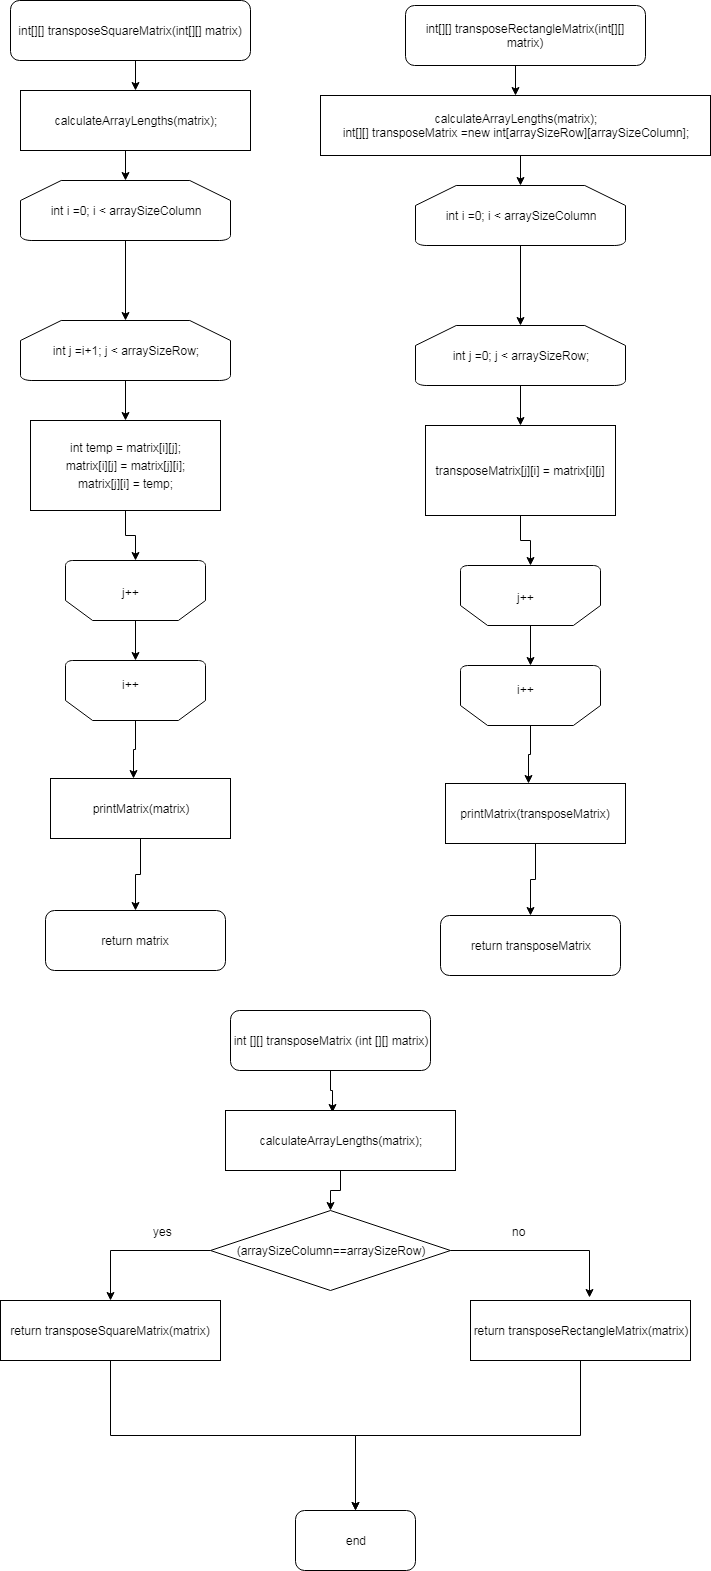 int[][] transposeSquareMatrix(int[][] matrix)
calculateArrayLengths(matrix);
int i =0; i < arraySizeColumn
int j =i+1; j < arraySizeRow;
int temp = matrix[i][j];
matrix[i][j] = matrix[j][i];
matrix[j][i] = temp;
j++
i++
printMatrix(matrix)
return matrix
int[][] transposeRectangleMatrix(int[][]
matrix)
calculateArrayLengths(matrix);
int[][] transposeMatrix =new int[arraySizeRow][arraySizeColumn];
int i =0; i < arraySizeColumn
int j =0; j < arraySizeRow;
transposeMatrix[j][i] = matrix[i][j]
j++
i++
printMatrix(transposeMatrix)
return transposeMatrix
int [][] transposeMatrix (int [][] matrix)
calculateArrayLengths(matrix);
(arraySizeColumn==arraySizeRow)
yes
no
return transposeSquareMatrix(matrix)
return transposeRectangleMatrix(matrix)
end